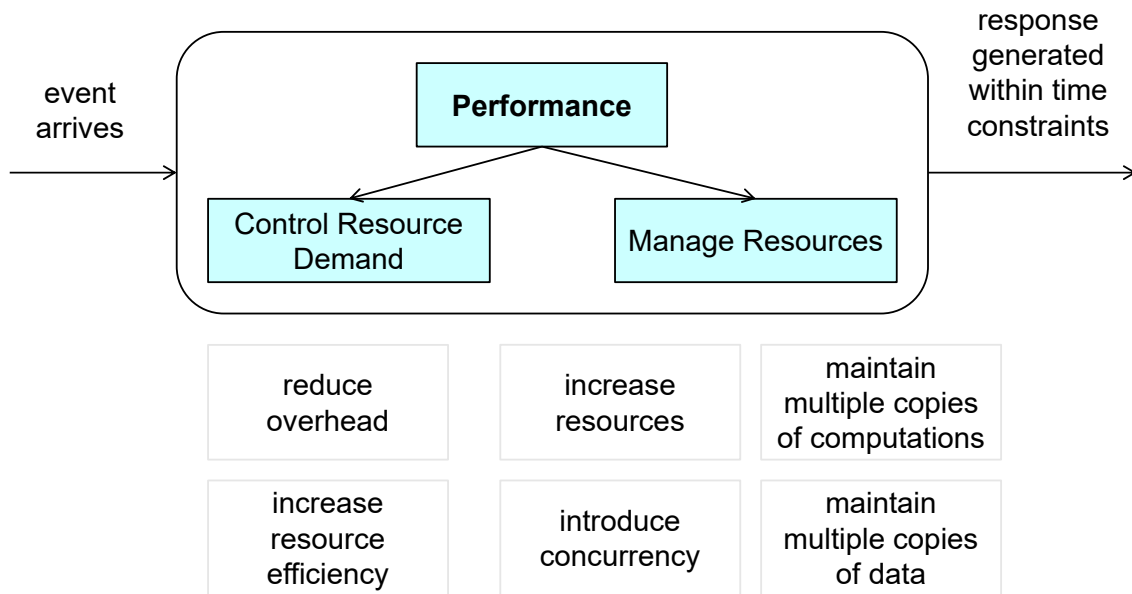 event
arrives
Performance
response
generated
within time
constraints
Control Resource
Demand
Manage Resources
reduce
overhead
increase
resources
maintain
multiple copies
of computations
increase
resource
efficiency
introduce
concurrency
maintain
multiple copies
of data